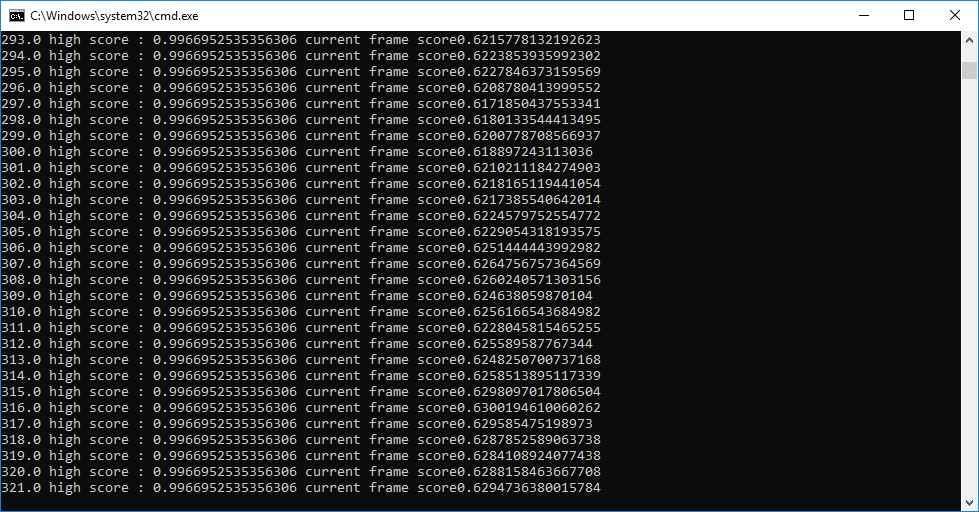 C:\Windows\system32\cmd.exe
293.0 high score : 0.9966952535356306 current frame score0.6215778132192623
294.0 high score : 0.9966952535356306 current frame score0.6223853935992302
295.0 high score : 0.9966952535356306 current frame score0.6227846373159569
296.0 high score : 0.9966952535356306 current frame score0.6208780413999552
297.0 high score : 0.9966952535356306 current frame score0.6171850437553341
298.0 high score : 0.9966952535356306 current frame score0.6180133544413495
299.0 high score : 0.9966952535356306 current frame score0.6200778708566937
300.0 high score : 0.9966952535356306 current frame score0.618897243113036
301.0 high score : 0.9966952535356306 current frame score0.6210211184274903
302.0 high score : 0.9966952535356306 current frame score0.6218165119441054
303.0 high score : 0.9966952535356306 current frame score0.6217385540642014
304.0 high score : 0.9966952535356306 current frame score0.6224579752554772
305.0 high score : 0.9966952535356306 current frame score0.6229054318193575
306.0 high score : 0.9966952535356306 current frame score0.6251444443992982
307.0 high score : 0.9966952535356306 current frame score0.6264756757364569
308.0 high score : 0.9966952535356306 current frame score0.6260240571303156
309.0 high score : 0.9966952535356306 current frame score0.624638059870104
310.0 high score : 0.9966952535356306 current frame score0.6256166543684982
311.0 high score : 0.9966952535356306 current frame score0.6228045815465255
312.0 high score : 0.9966952535356306 current frame score0.625589587767344
313.0 high score : 0.9966952535356306 current frame score0.6248250700737168
314.0 high score : 0.9966952535356306 current frame score0.6258513895117339
315.0 high score : 0.9966952535356306 current frame score0.6298097017806504
316.0 high score : 0.9966952535356306 current frame score0.6300194610060262
317.0 high score : 0.9966952535356306 current frame score0.629585475198973
318.0 high score : 0.9966952535356306 current frame score0.6287852589063738
319.0 high score : 0.9966952535356306 current frame score0.6284108924077438
320.0 high score : 0.9966952535356306 current frame score0.6288158463667708
321.0 high score : 0.9966952535356306 current frame score0.6294736380015784